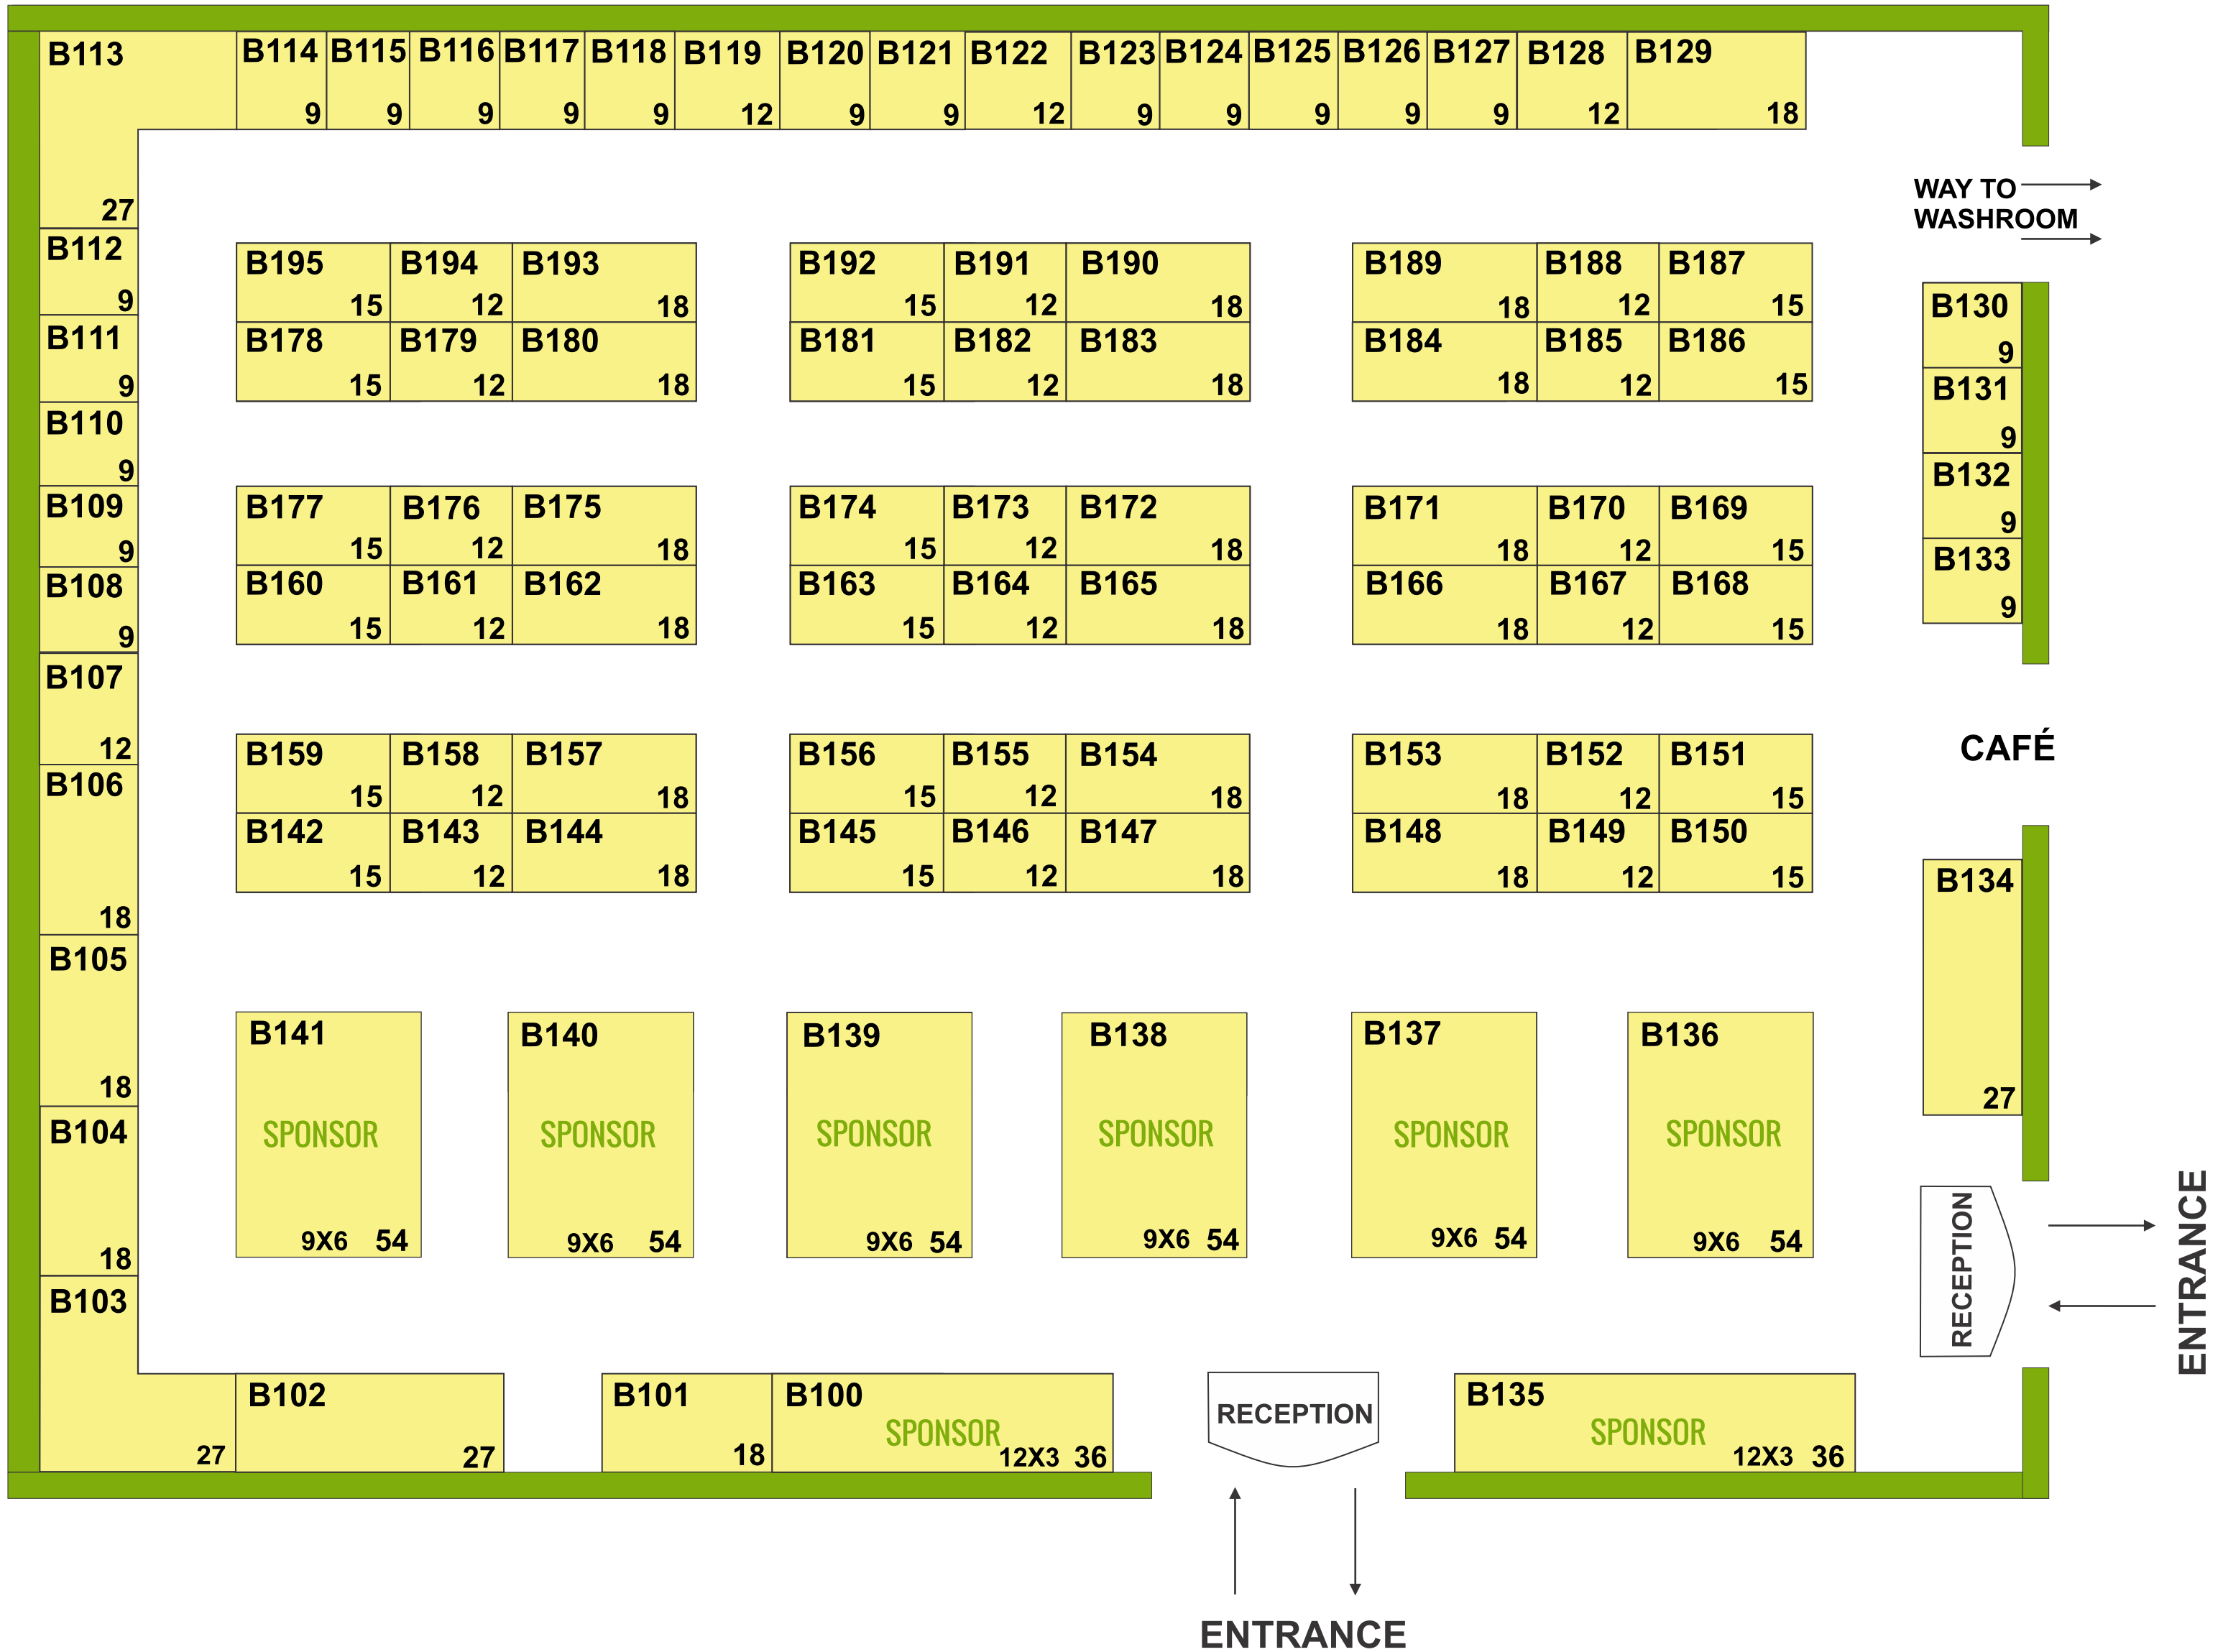 B113 B114 B115 B116 B117 B118 B119 B120 B121 B122 B123 B124 B125 B126 B127 B128 B129
9 9 9 9 9 12 9 9 12 9 9 9 9 9 12 18
27
WAY TO
WASHROOM
B112
9
B111
9
B110
9
B109
9
B108
9
B107
12
B106
18
B105
18
B104
18
B103
27
B195 B194 B193 B192 B191 B190 B189 B188 B187
15 12 18 15 12 18 18 12 15
B178 B179 B180 B181 B182 B183 B184 B185 B186
15 12 18 15 12 18 18 12 15
B177 B176 B175 B174 B173 B172 B171 B170 B169
15 12 18 15 12 18 18 12 15
B160 B161 B162 B163 B164 B165 B166 B167 B168
15 12 18 15 12 18 18 12 15
B159 B158 B157 B156 B155 B154 B153 B152 B151
15 12 18 15 12 18 18 12 15
B142 B143 B144 B145 B146 B147 B148 B149 B150
15 12 18 15 12 18 18 12 15
B130
9
B131
9
B132
9
B133
9
CAFÉ
B134
27
B141 B140 B139 B138 B137 B136
SPONSOR SPONSOR SPONSOR SPONSOR SPONSOR SPONSOR
9X6 54 9X6 54 9X6 54 9X6 54 9X6 54 9X6 54
RECEPTION
ENTRANCE
B102 B101 B100 B135
SPONSOR RECEPTION SPONSOR
27 18 12X3 36 12X3 36
ENTRANCE